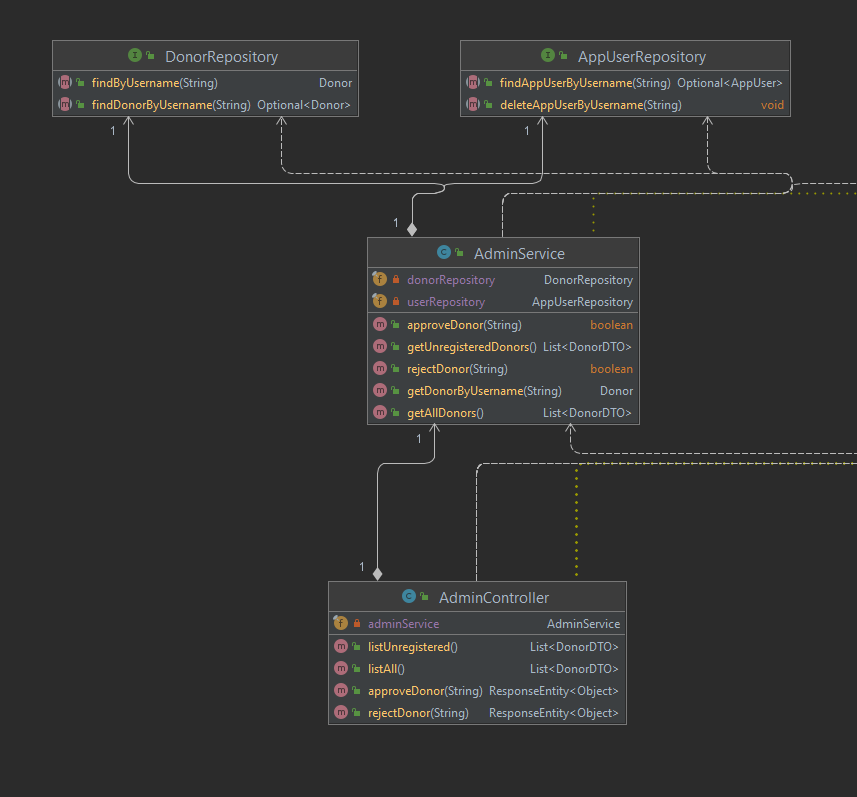 DonorRepository
findByUsername(String) Donor
findDonorByUsername(String) Optional<Donor>
AppUserRepository
findAppUserByUsername(String) Optional<AppUser>
deleteAppUserByUsername(String) void
1
1
1
AdminService
donorRepository DonorRepository
userRepository AppUserRepository
approveDonor(String) boolean
getUnregisteredDonors() List<DonorDTO>
rejectDonor(String) boolean
getDonorByUsername(String) Donor
getAllDonors() List<DonorDTO>
1
1
AdminController
adminService AdminService
listUnregistered() List<DonorDTO>
listAll() List<DonorDTO>
approveDonor(String) ResponseEntity<Object>
rejectDonor(String) ResponseEntity<Object>